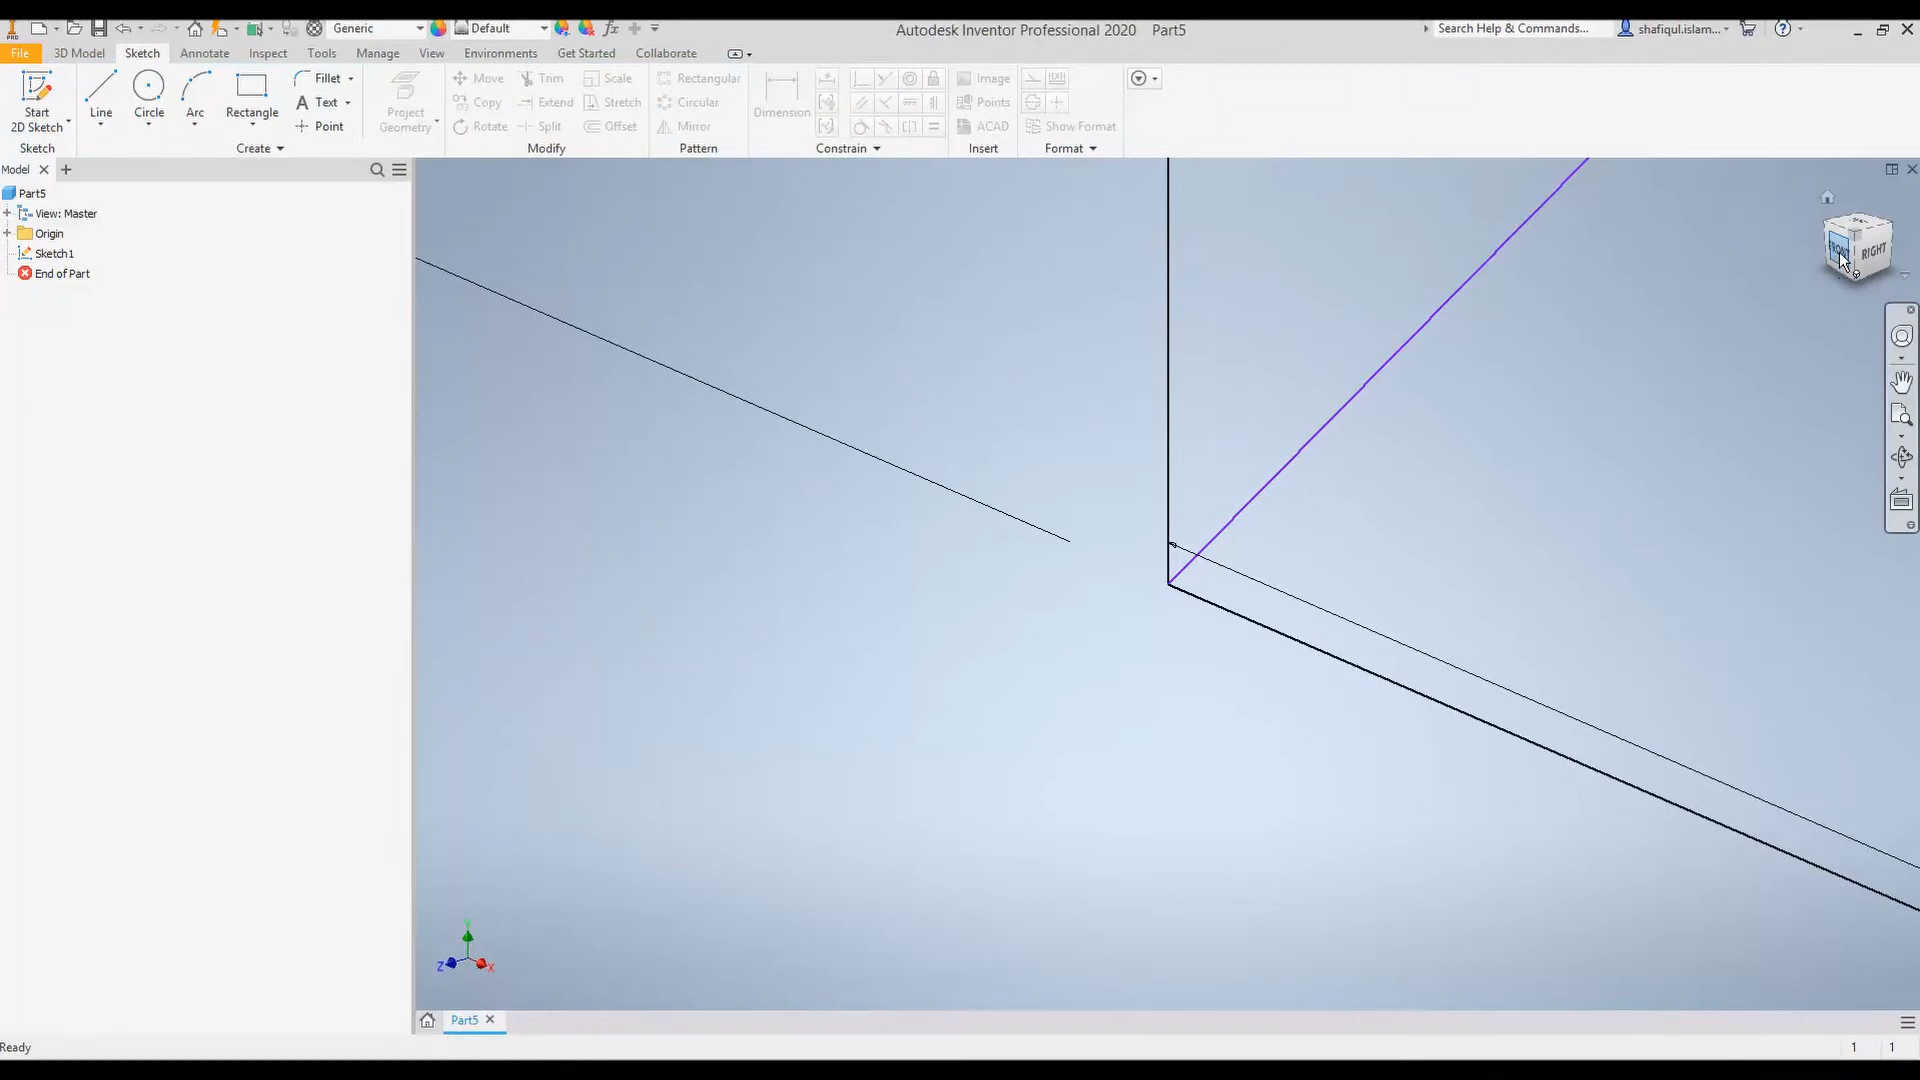 Generic
Default
fx
Autodesk Inventor Professional 2020 Part5
Search Help & Commands...
shafiqul.islam...
File 3D Model Sketch Annotate Inspect Tools Manage View Environments Get Started Collaborate
Start
2D Sketch
Line
Circle
Arc
Rectangle
Fillet
Text
Point
Project
Geometry
Move
Copy
Rotate
Trim
Extend
Split
Scale
Stretch
Offset
Rectangular
Circular
Mirror
Dimension
Image
Points
ACAD
Show Format
Sketch Create Modify Pattern Constrain Insert Format
Model
Part5
View: Master
Origin
Sketch1
End of Part
FRONT
RIGHT
Y
Z
X
Part5
Ready
1 1